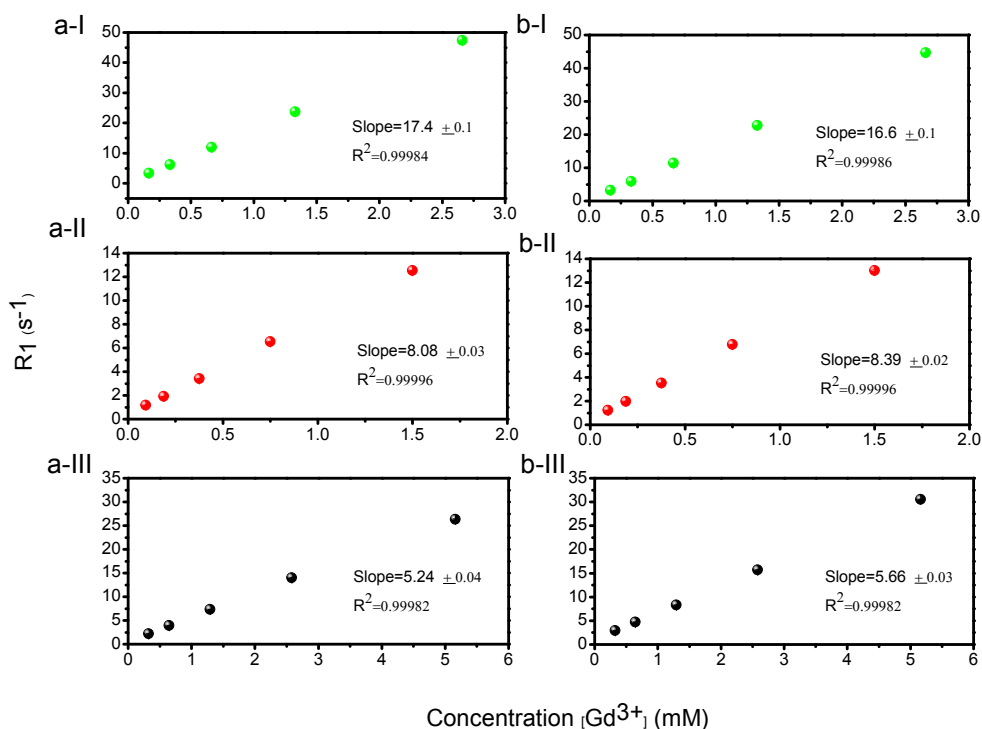 a-I
50
40
30
20
10
0
Slope=17.4 ±0.1
R²=0.99984
0.0 0.5 1.0 1.5 2.0 2.5 3.0
b-I
50
40
30
20
10
0
Slope=16.6 ±0.1
R²=0.99986
0.0 0.5 1.0 1.5 2.0 2.5 3.0
a-II
14
12
10
8
6
4
2
0
Slope=8.08 ±0.03
R²=0.99996
0.0 0.5 1.0 1.5 2.0
b-II
14
12
10
8
6
4
2
0
Slope=8.39 ±0.02
R²=0.99996
0.0 0.5 1.0 1.5 2.0
R1 (s⁻¹)
a-III
35
30
25
20
15
10
5
0
Slope=5.24 ±0.04
R²=0.99982
0 1 2 3 4 5 6
b-III
35
30
25
20
15
10
5
0
Slope=5.66 ±0.03
R²=0.99982
0 1 2 3 4 5 6
Concentration [Gd³⁺] (mM)